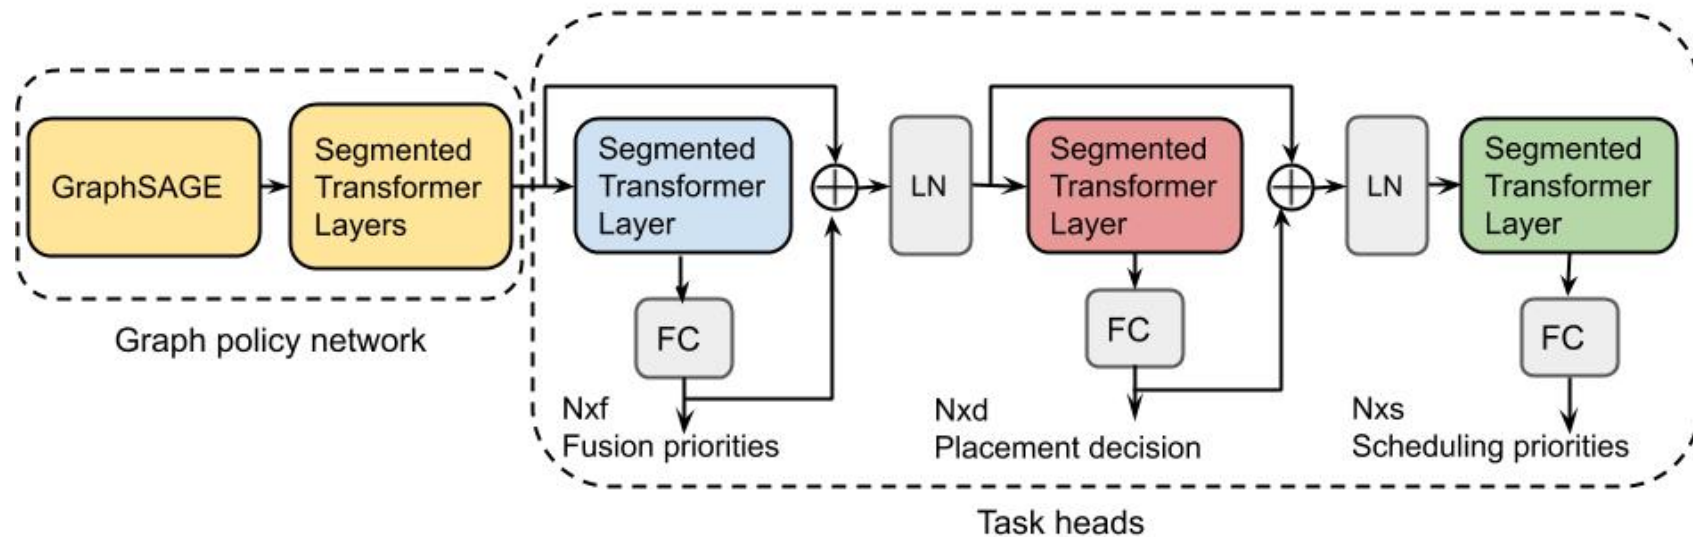 GraphSAGE
Segmented
Transformer
Layers
Graph policy network
Segmented
Transformer
Layer
FC
Nxf
Fusion priorities
LN
Segmented
Transformer
Layer
FC
Nxd
Placement decision
LN
Segmented
Transformer
Layer
FC
Nxs
Scheduling priorities
Task heads